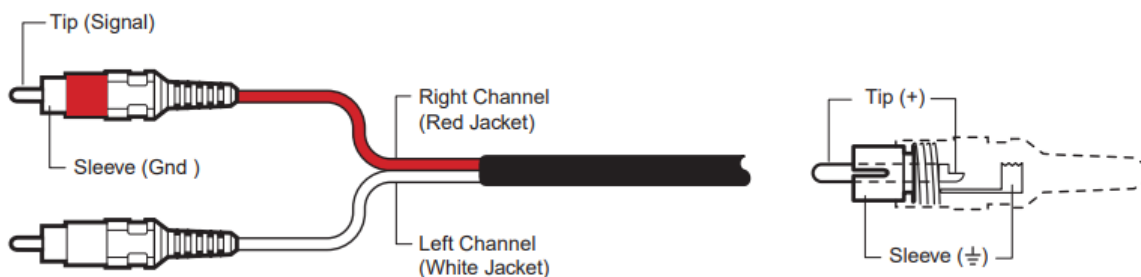 Tip (Signal)
Sleeve (Gnd )
Right Channel
(Red Jacket)
Left Channel
(White Jacket)
Tip (+)
Sleeve (⏚)